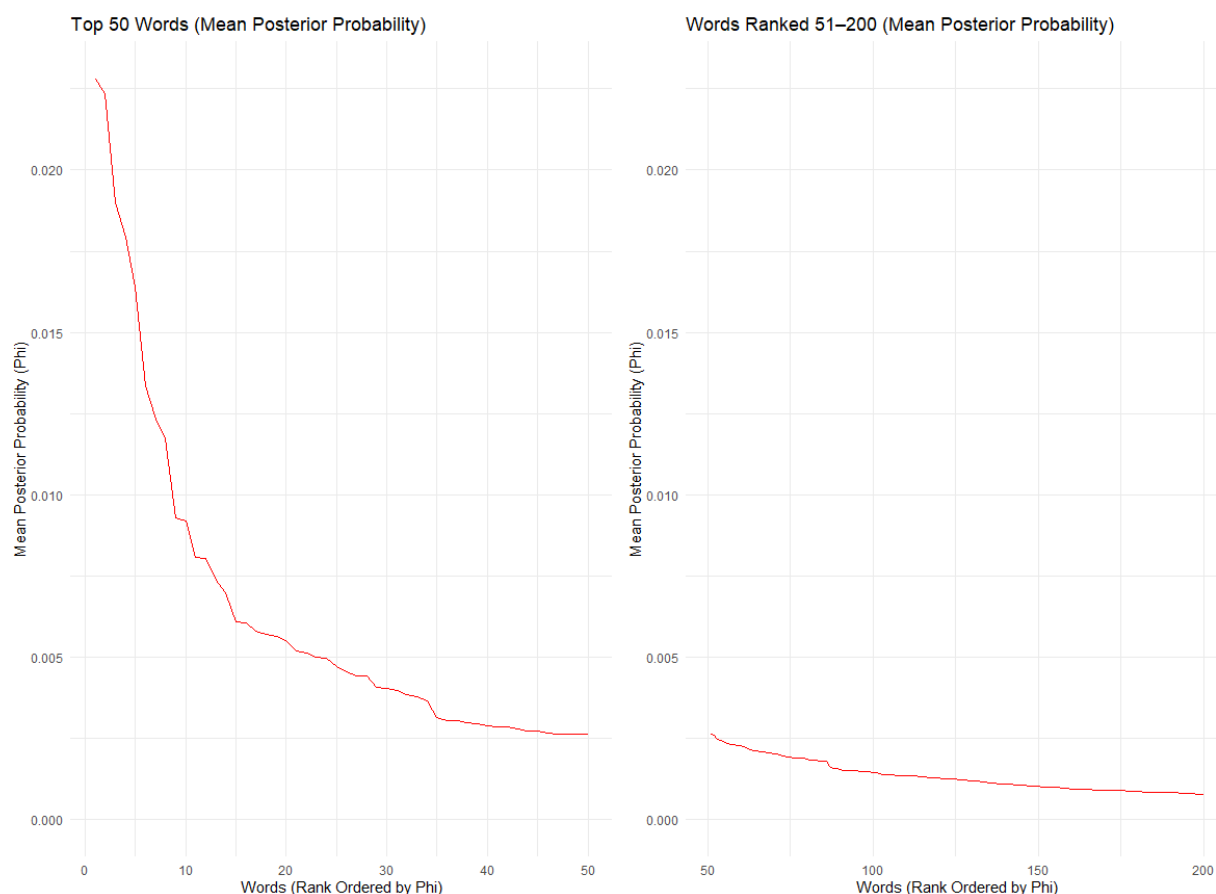 Top 50 Words (Mean Posterior Probability)
Mean Posterior Probability (Phi)
0.020
0.015
0.010
0.005
0.000
0 10 20 30 40 50
Words (Rank Ordered by Phi)
Words Ranked 51–200 (Mean Posterior Probability)
Mean Posterior Probability (Phi)
0.020
0.015
0.010
0.005
0.000
50 100 150 200
Words (Rank Ordered by Phi)